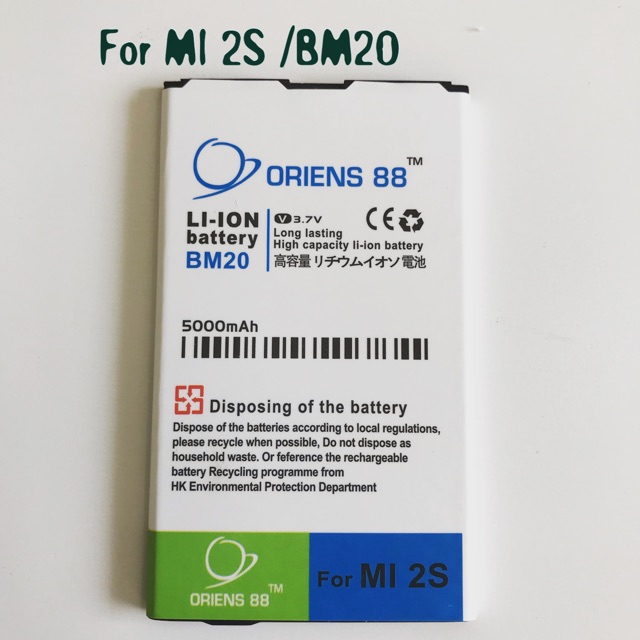 For MI 2S /BM20
ORIENS 88™
LI-ION
battery
BM20
V 3.7V
Long lasting
High capacity li-ion battery
高容量リチウムイオン電池
CE
5000mAh
Disposing of the battery
Dispose of the batteries according to local regulations,
please recycle when possible, Do not dispose as
household waste. Or reference the rechargeable
battery Recycling programme from
HK Environmental Protection Department
ORIENS 88™
For MI 2S